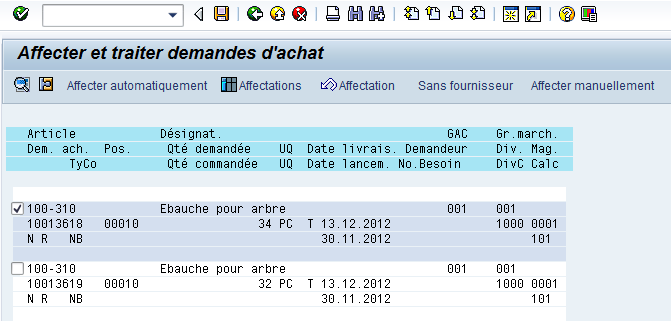 Affecter et traiter demandes d'achat
Affecter automatiquement Affectations Affectation Sans fournisseur Affecter manuellement
Article Désignat. GAC Gr.march.
Dem. ach. Pos. Qté demandée UQ Date livrais. Demandeur Div. Mag.
TyCo Qté commandée UQ Date lancem. No.Besoin DivC Calc
100-310 Ebauche pour arbre 001 001
10013618 00010 34 PC T 13.12.2012 1000 0001
N R NB 30.11.2012 101
100-310 Ebauche pour arbre 001 001
10013619 00010 32 PC T 13.12.2012 1000 0001
N R NB 30.11.2012 101